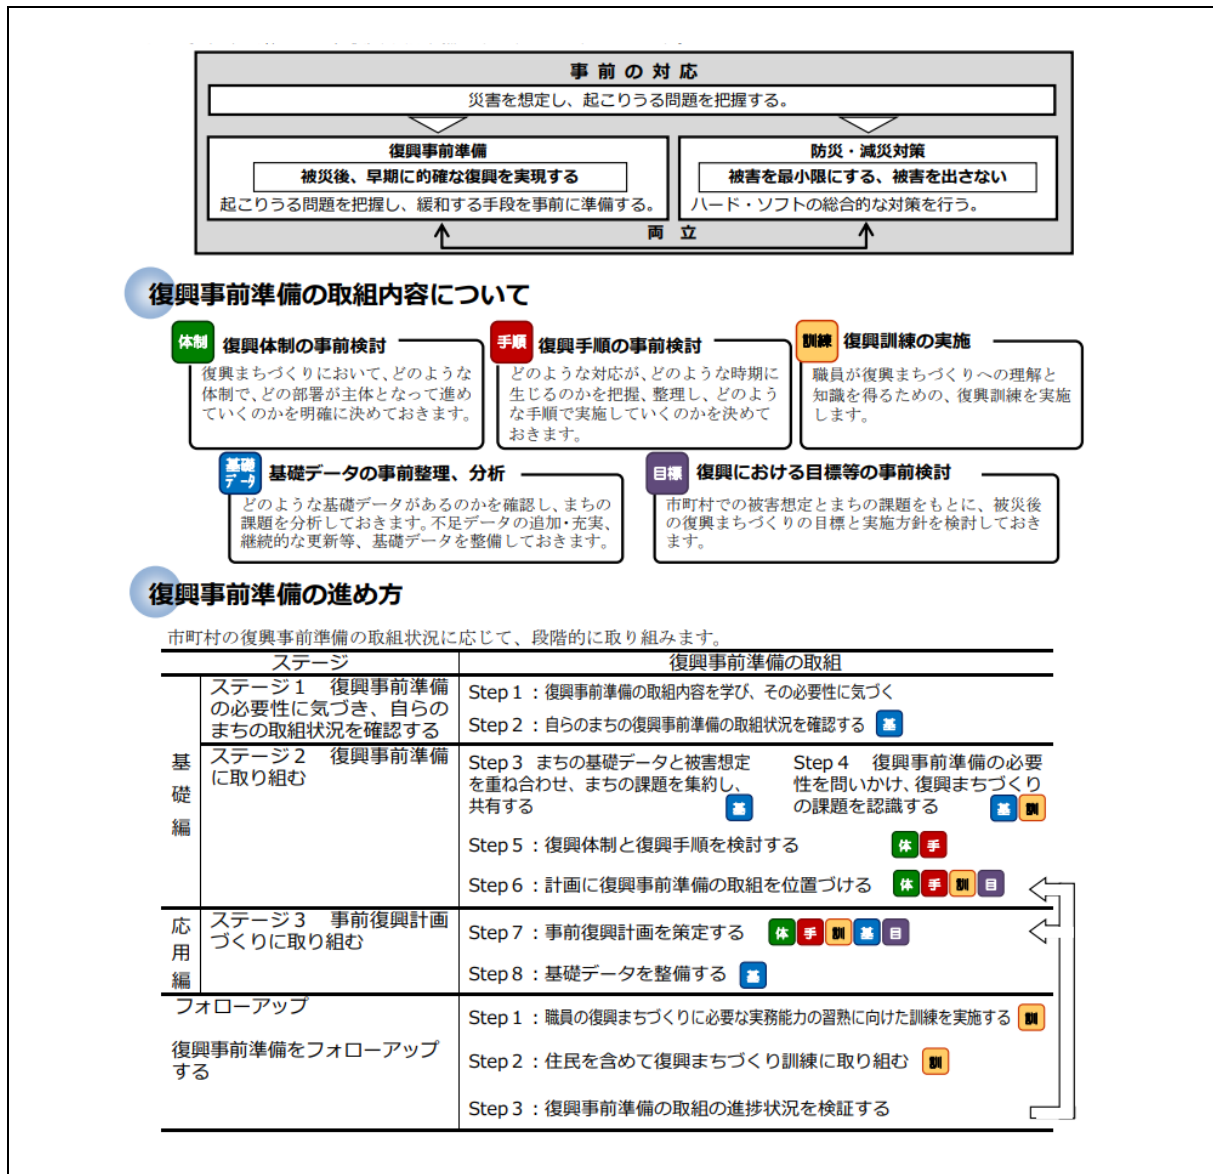 事前の対応
災害を想定し、起こりうる問題を把握する。
復興事前準備
被災後、早期に的確な復興を実現する
起こりうる問題を把握し、緩和する手段を事前に準備する。
防災・減災対策
被害を最小限にする、被害を出さない
ハード・ソフトの総合的な対策を行う。
両 立
復興事前準備の取組内容について
体制 復興体制の事前検討
復興まちづくりにおいて、どのような
体制で、どの部署が主体となって進め
ていくのかを明確に決めておきます。
手順 復興手順の事前検討
どのような対応が、どのような時期に
生じるのかを把握、整理し、どのよう
な手順で実施していくのかを決めて
おきます。
訓練 復興訓練の実施
職員が復興まちづくりへの理解と
知識を得るための、復興訓練を実施
します。
基礎
データ
基礎データの事前整理、分析
どのような基礎データがあるのかを確認し、まちの
課題を分析しておきます。不足データの追加・充実、
継続的な更新等、基礎データを整備しておきます。
目標 復興における目標等の事前検討
市町村での被害想定とまちの課題をもとに、被災後
の復興まちづくりの目標と実施方針を検討しておき
ます。
復興事前準備の進め方
市町村の復興事前準備の取組状況に応じて、段階的に取り組みます。
ステージ 復興事前準備の取組
基礎編
ステージ1 復興事前準備
の必要性に気づき、自らの
まちの取組状況を確認する
Step 1:復興事前準備の取組内容を学び、その必要性に気づく
Step 2:自らのまちの復興事前準備の取組状況を確認する 基
ステージ2 復興事前準備
に取り組む
Step 3 まちの基礎データと被害想定
を重ね合わせ、まちの課題を集約し、
共有する 基
Step 4 復興事前準備の必要
性を問いかけ、復興まちづくり
の課題を認識する 基 訓
Step 5:復興体制と復興手順を検討する 体 手
Step 6:計画に復興事前準備の取組を位置づける 体 手 訓 目
応用編
ステージ3 事前復興計画
づくりに取り組む
Step 7:事前復興計画を策定する 体 手 訓 基 目
Step 8:基礎データを整備する 基
フォローアップ
復興事前準備をフォローアップ
する
Step 1:職員の復興まちづくりに必要な実務能力の習熟に向けた訓練を実施する 訓
Step 2:住民を含めて復興まちづくり訓練に取り組む 訓
Step 3:復興事前準備の取組の進捗状況を検証する